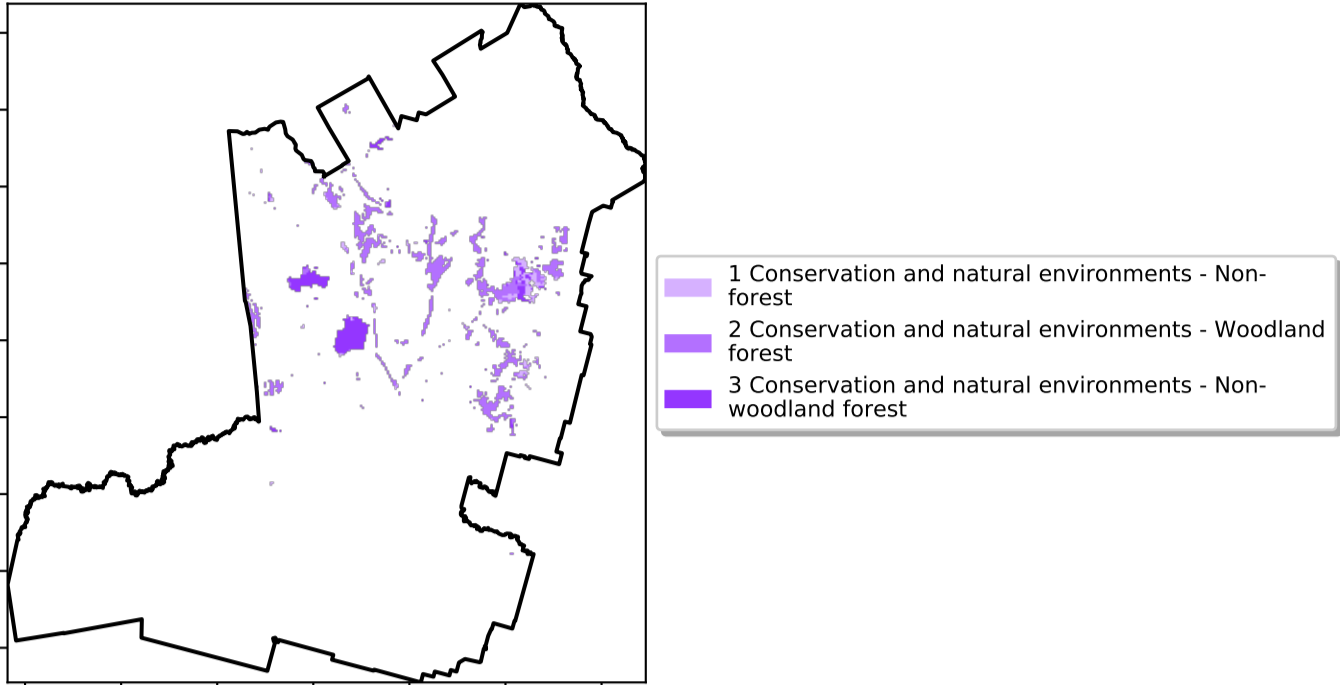 1 Conservation and natural environments - Non-
forest
2 Conservation and natural environments - Woodland
forest
3 Conservation and natural environments - Non-
woodland forest